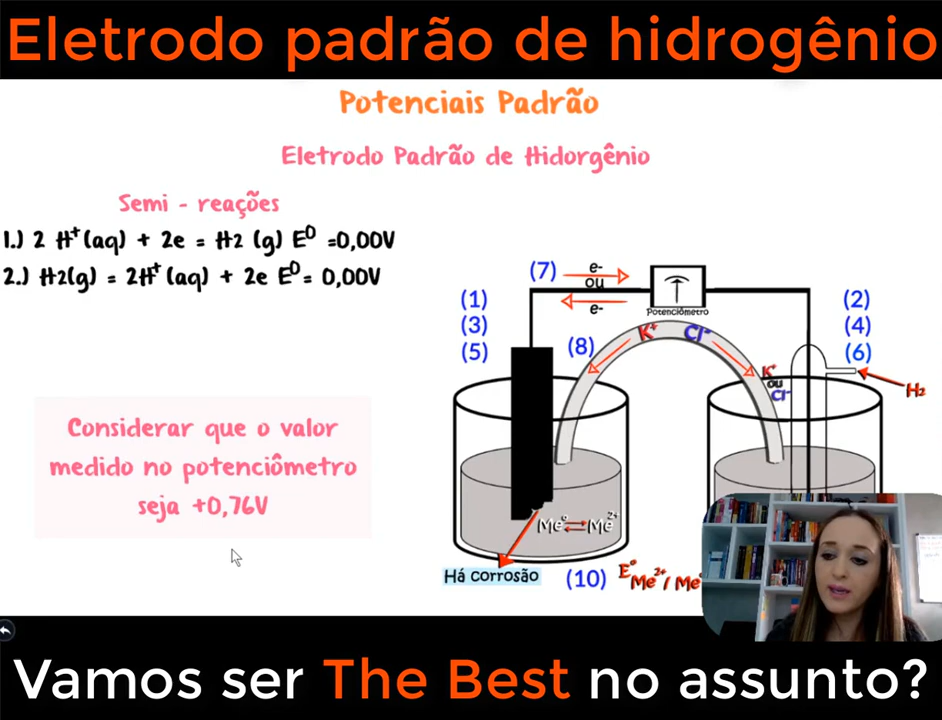 Eletrodo padrão de hidrogênio
Potenciais Padrão
Eletrodo Padrão de Hidorgênio
Semi - reações
1.) 2 H⁺(aq) + 2e = H2 (g) E⁰ =0,00V
2.) H2(g) = 2H⁺(aq) + 2e E⁰= 0,00V
(7) e-
ou
e-
Potenciômetro
(1)
(3)
(5)
(2)
(4)
(6)
(8) K⁺ Cl⁻
K⁺
ou
Cl⁻
H₂
Considerar que o valor
medido no potenciômetro
seja +0,76V
Me⁰ ⇌ Me²⁺
Há corrosão
(10) E⁰ Me²⁺/Me⁰
Vamos ser The Best no assunto?